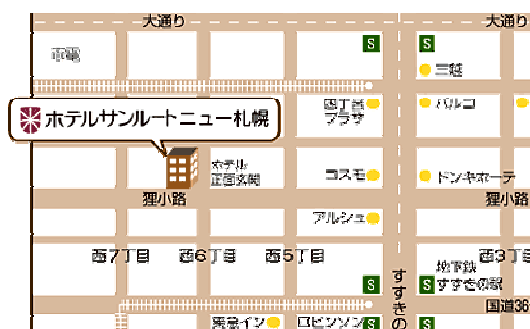 大通り
大通り
市電
S
S
三越
四丁目
プラザ
パルコ
ホテルサンルートニュー札幌
ホテル
正面玄関
コスモ
ドンキホーテ
狸小路
狸小路
アルシュ
西7丁目
西6丁目
西5丁目
西3丁目
地下鉄
すすきの駅
S
S
すすきの
国道36
東急イン
ロビンソン
S